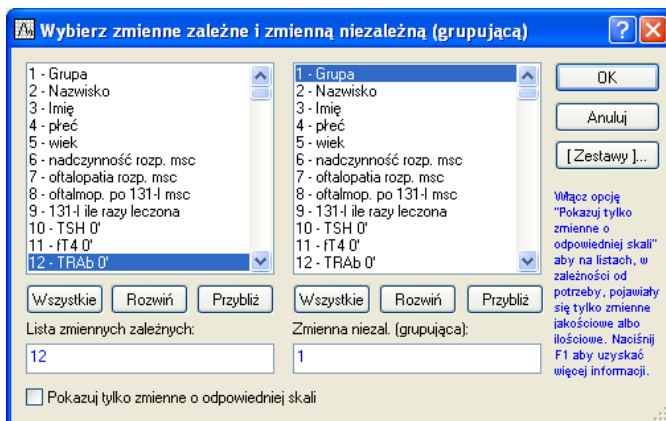 Wybierz zmienne zależne i zmienną niezależną (grupującą)
1 - Grupa
2 - Nazwisko
3 - Imię
4 - płeć
5 - wiek
6 - nadczynność rozp. msc
7 - oftalopatia rozp. msc
8 - oftalmop. po 131-I msc
9 - 131-I ile razy leczona
10 - TSH 0'
11 - fT4 0'
12 - TRAb 0'
Wszystkie Rozwiń Przybliż
Lista zmiennych zależnych:
12
1 - Grupa
2 - Nazwisko
3 - Imię
4 - płeć
5 - wiek
6 - nadczynność rozp. msc
7 - oftalopatia rozp. msc
8 - oftalmop. po 131-I msc
9 - 131-I ile razy leczona
10 - TSH 0'
11 - fT4 0'
12 - TRAb 0'
Wszystkie Rozwiń Przybliż
Zmienna niezal. (grupująca):
1
OK
Anuluj
[ Zestawy ]...
Włącz opcję
"Pokazuj tylko
zmienne o
odpowiedniej skali"
aby na listach, w
zależności od
potrzeby, pojawiały
się tylko zmienne
jakościowe albo
ilościowe. Naciśnij
F1 aby uzyskać
więcej informacji.
Pokazuj tylko zmienne o odpowiedniej skali